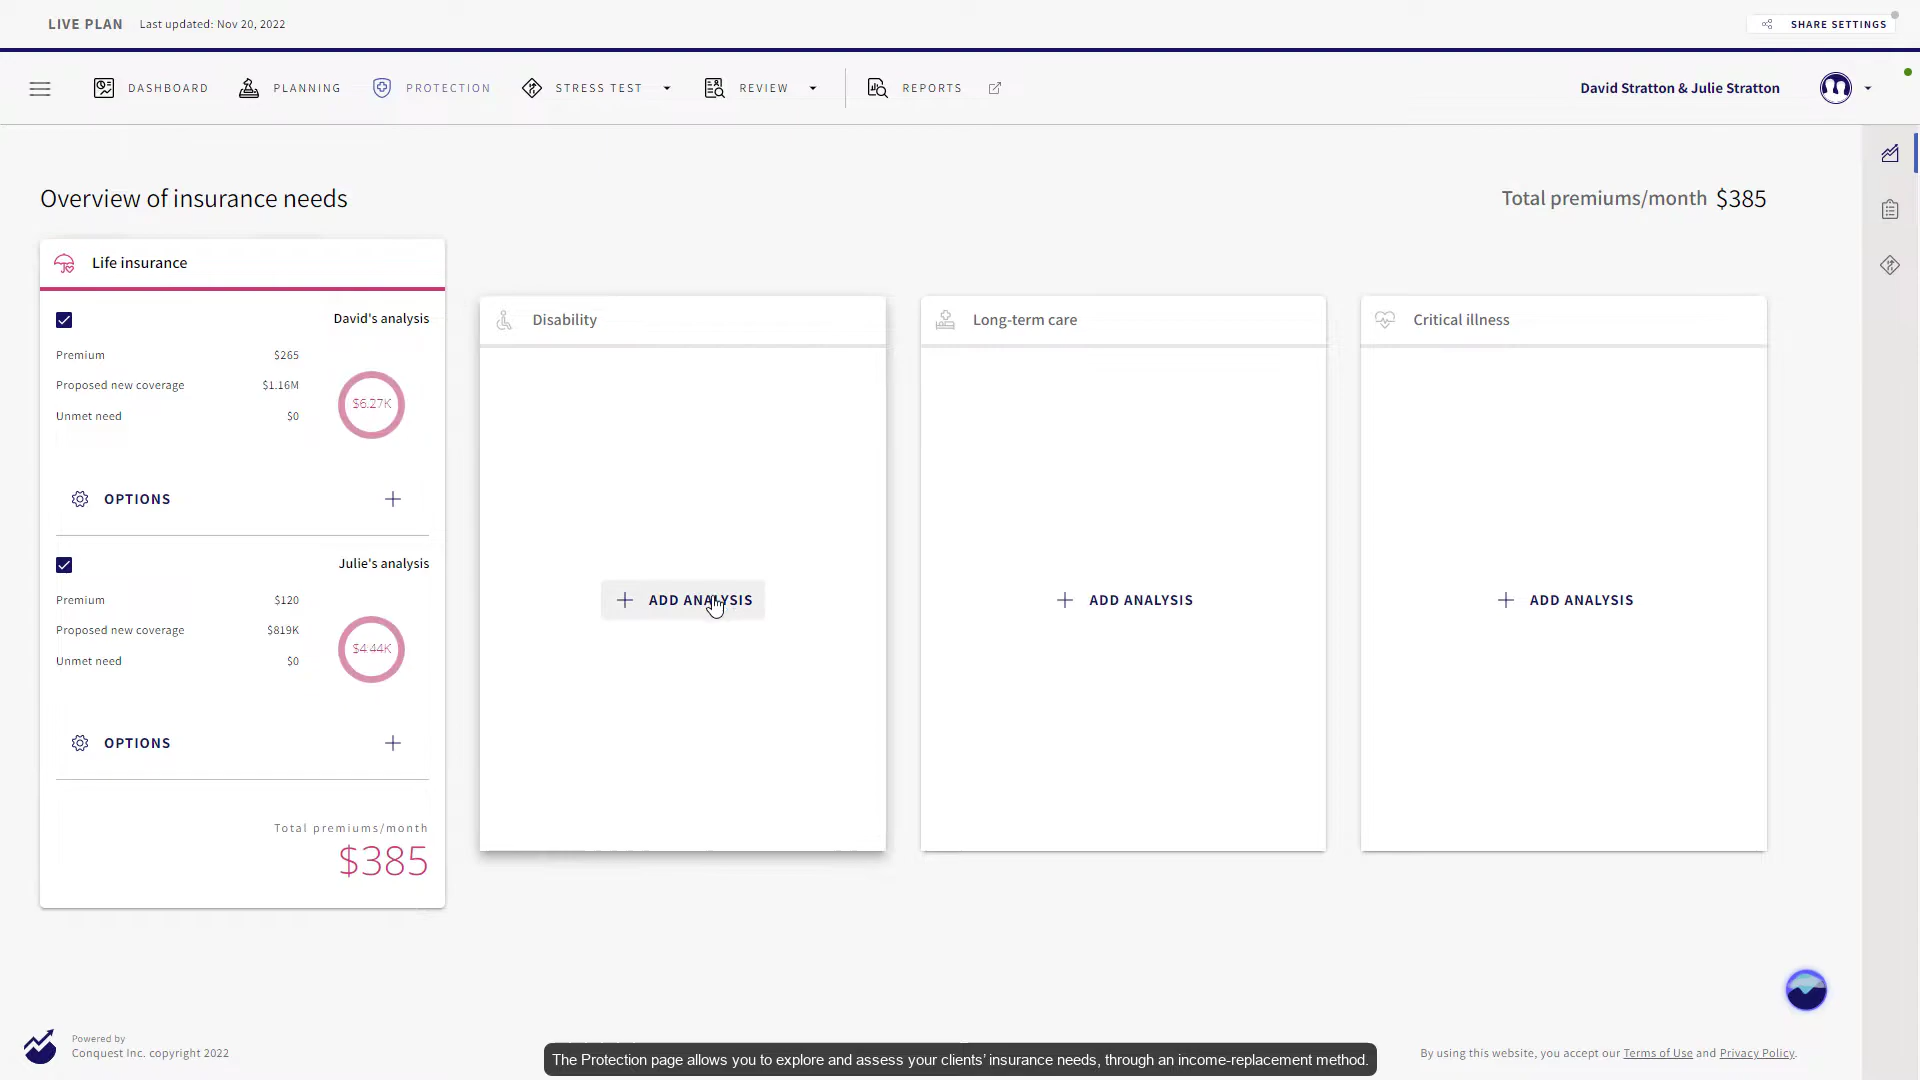 LIVE PLAN Last updated: Nov 20, 2022
SHARE SETTINGS
DASHBOARD PLANNING PROTECTION STRESS TEST REVIEW REPORTS
David Stratton & Julie Stratton
Overview of insurance needs
Total premiums/month $385
Life insurance
David's analysis
Premium $265
Proposed new coverage $1.16M
Unmet need $0
$6.27K
OPTIONS
Julie's analysis
Premium $120
Proposed new coverage $819K
Unmet need $0
$4.44K
OPTIONS
Total premiums/month
$385
Disability
ADD ANALYSIS
Long-term care
ADD ANALYSIS
Critical illness
ADD ANALYSIS
Powered by
Conquest Inc. copyright 2022
The Protection page allows you to explore and assess your clients’ insurance needs, through an income-replacement method.
By using this website, you accept our Terms of Use and Privacy Policy.